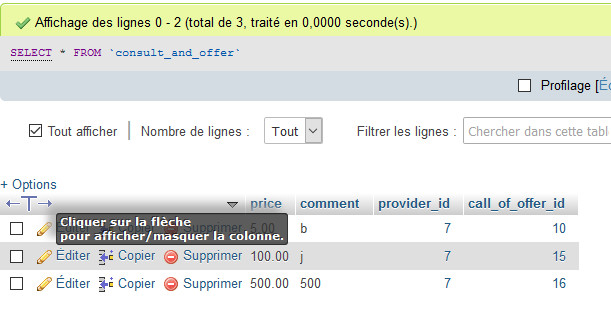 Affichage des lignes 0 - 2 (total de 3, traité en 0,0000 seconde(s).)
SELECT * FROM `consult_and_offer`
Profilage [Éc
Tout afficher Nombre de lignes : Tout Filtrer les lignes : Chercher dans cette tabl
+ Options
price comment provider_id call_of_offer_id
Cliquer sur la flèche
pour afficher/masquer la colonne.
Éditer Copier Supprimer 5.00 b 7 10
Éditer Copier Supprimer 100.00 j 7 15
Éditer Copier Supprimer 500.00 500 7 16